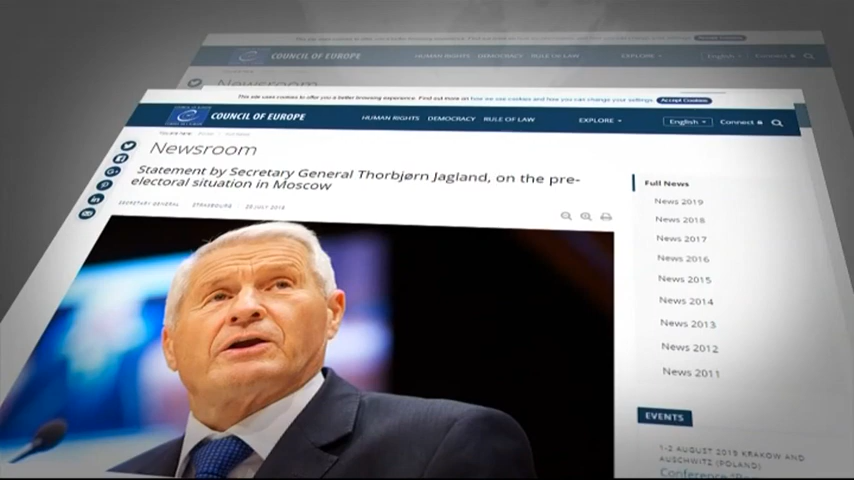 COUNCIL OF EUROPE HUMAN RIGHTS DEMOCRACY RULE OF LAW EXPLORE
Newsroom
This site uses cookies to offer you a better browsing experience. Find out more on how we use cookies and how you can change your settings. Accept Cookies
COUNCIL OF EUROPE HUMAN RIGHTS DEMOCRACY RULE OF LAW EXPLORE English Connect
Newsroom
Statement by Secretary General Thorbjørn Jagland, on the pre-
electoral situation in Moscow
SECRETARY GENERAL STRASBOURG
Full News
News 2019
News 2018
News 2017
News 2016
News 2015
News 2014
News 2013
News 2012
News 2011
EVENTS
1-2 AUGUST 2019 KRAKOW AND
AUSCHWITZ (POLAND)
Conference